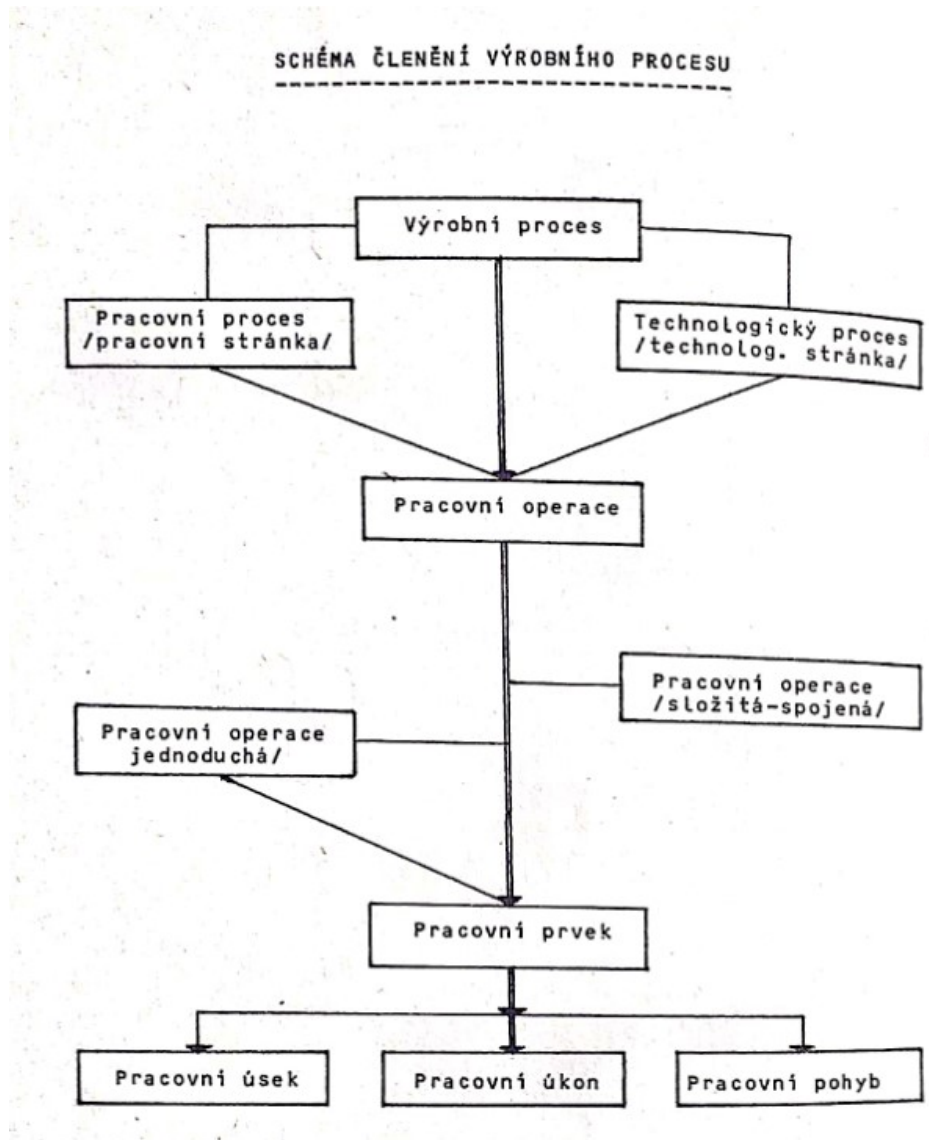 SCHÉMA ČLENĚNÍ VÝROBNÍHO PROCESU
Výrobní proces
Pracovní proces
/pracovní stránka/
Technologický proces
/technolog. stránka/
Pracovní operace
Pracovní operace
/složitá-spojená/
Pracovní operace
jednoduchá/
Pracovní prvek
Pracovní úsek
Pracovní úkon
Pracovní pohyb